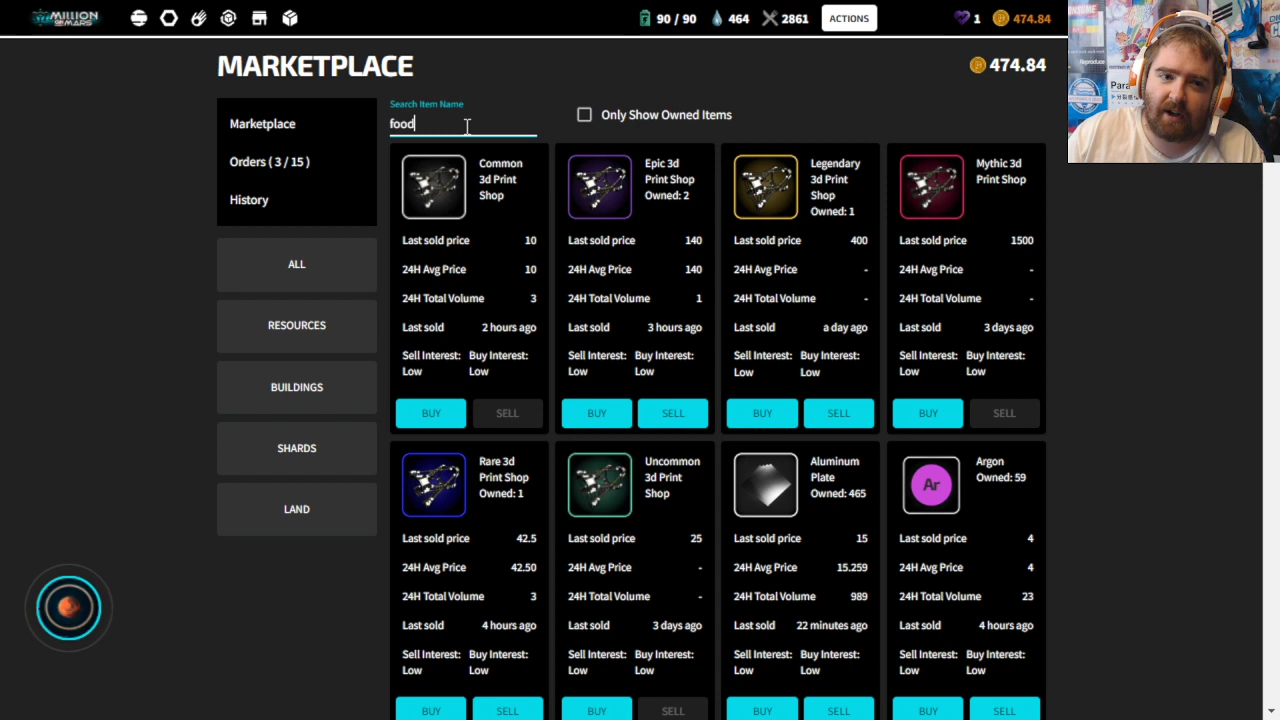 MILLION
ON MARS
90 / 90
464
2861
ACTIONS
1
474.84
MARKETPLACE
474.84
Marketplace
Orders ( 3 / 15 )
History
ALL
RESOURCES
BUILDINGS
SHARDS
LAND
Search Item Name
food
Only Show Owned Items
Common
3d Print
Shop
Last sold price 10
24H Avg Price 10
24H Total Volume 3
Last sold 2 hours ago
Sell Interest: Buy Interest:
Low Low
BUY SELL
Epic 3d
Print Shop
Owned: 2
Last sold price 140
24H Avg Price 140
24H Total Volume 1
Last sold 3 hours ago
Sell Interest: Buy Interest:
Low Low
BUY SELL
Legendary
3d Print
Shop
Owned: 1
Last sold price 400
24H Avg Price -
24H Total Volume -
Last sold a day ago
Sell Interest: Buy Interest:
Low Low
BUY SELL
Mythic 3d
Print Shop
Last sold price 1500
24H Avg Price -
24H Total Volume -
Last sold 3 days ago
Sell Interest: Buy Interest:
Low Low
BUY SELL
Rare 3d
Print Shop
Owned: 1
Last sold price 42.5
24H Avg Price 42.50
24H Total Volume 3
Last sold 4 hours ago
Sell Interest: Buy Interest:
Low Low
BUY SELL
Uncommon
3d Print
Shop
Last sold price 25
24H Avg Price -
24H Total Volume -
Last sold 3 days ago
Sell Interest: Buy Interest:
Low Low
BUY SELL
Aluminum
Plate
Owned: 465
Last sold price 15
24H Avg Price 15.259
24H Total Volume 989
Last sold 22 minutes ago
Sell Interest: Buy Interest:
Low Low
BUY SELL
Ar
Argon
Owned: 59
Last sold price 4
24H Avg Price 4
24H Total Volume 23
Last sold 4 hours ago
Sell Interest: Buy Interest:
Low Low
BUY SELL
Reproduce
Para